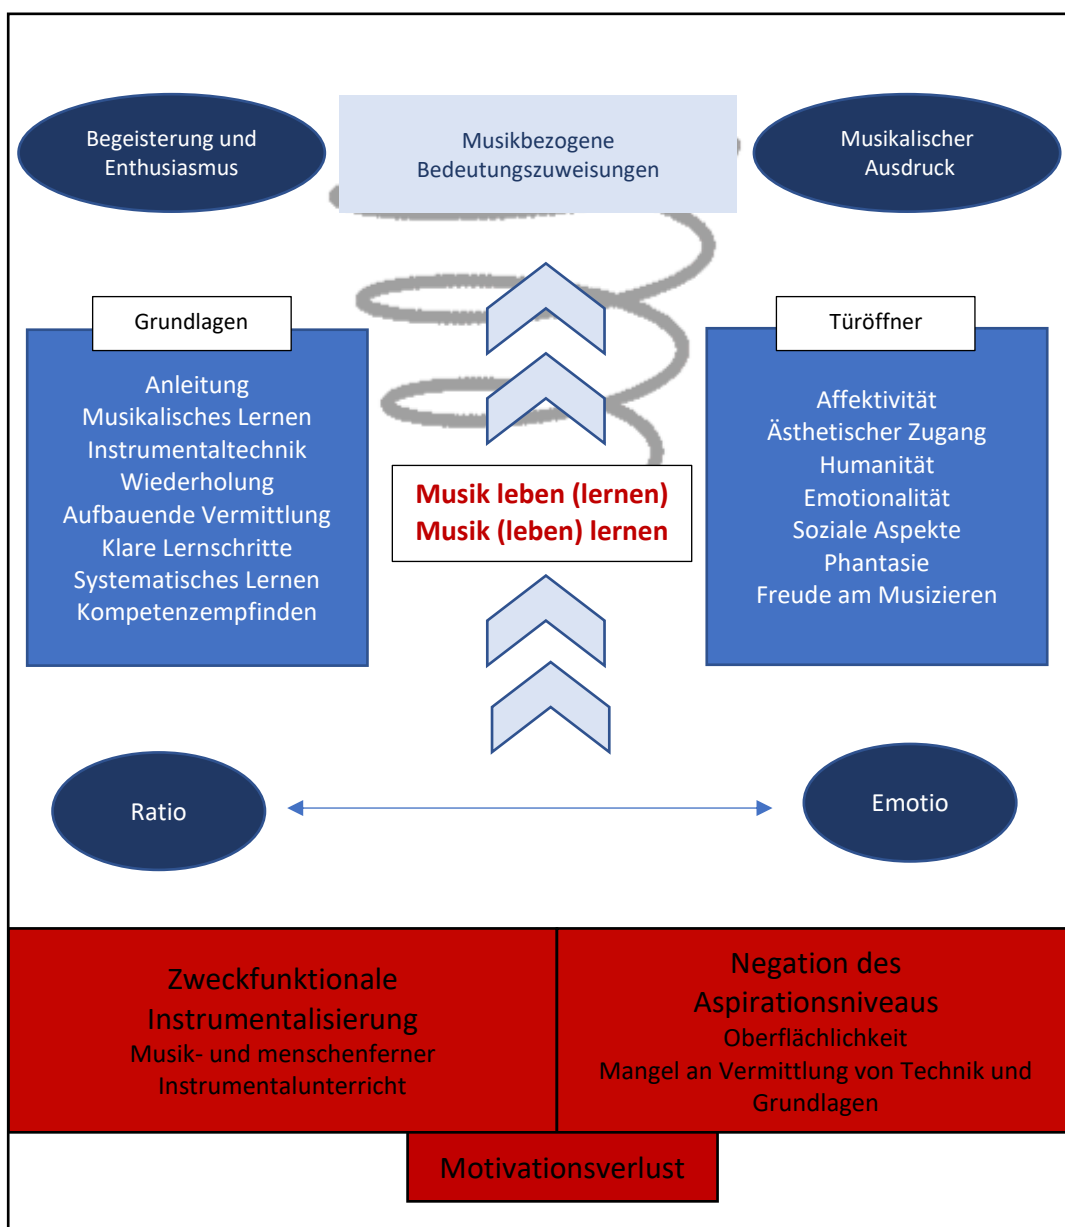 Begeisterung und
Enthusiasmus
Musikbezogene
Bedeutungszuweisungen
Musikalischer
Ausdruck
Grundlagen
Anleitung
Musikalisches Lernen
Instrumentaltechnik
Wiederholung
Aufbauende Vermittlung
Klare Lernschritte
Systematisches Lernen
Kompetenzempfinden
Musik leben (lernen)
Musik (leben) lernen
Türöffner
Affektivität
Ästhetischer Zugang
Humanität
Emotionalität
Soziale Aspekte
Phantasie
Freude am Musizieren
Ratio
Emotio
Zweckfunktionale
Instrumentalisierung
Musik- und menschenferner
Instrumentalunterricht
Negation des
Aspirationsniveaus
Oberflächlichkeit
Mangel an Vermittlung von Technik und
Grundlagen
Motivationsverlust